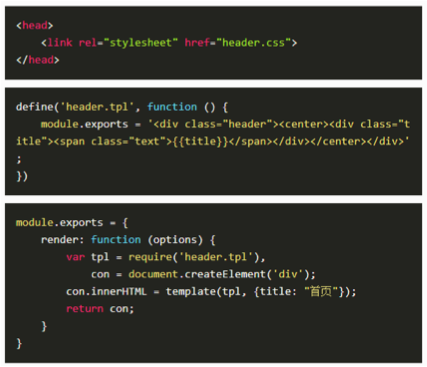 <head>
    <link rel="stylesheet" href="header.css">
</head>
define('header.tpl', function () {
    module.exports = '<div class="header"><center><div class="t
itle"><span class="text">{{title}}</span></div></center></div>'
;
})
module.exports = {
    render: function (options) {
        var tpl = require('header.tpl'),
            con = document.createElement('div');
        con.innerHTML = template(tpl, {title: "首页"});
        return con;
    }
}